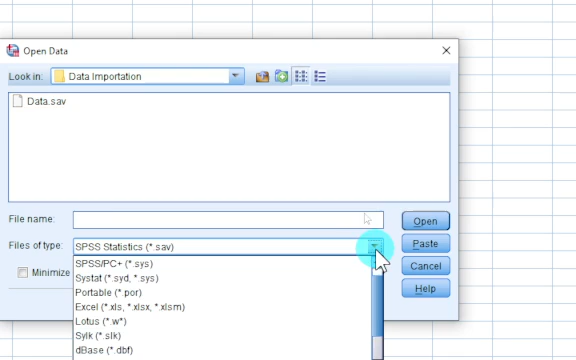 Open Data
Look in: Data Importation
Data.sav
File name:
Open
Files of type: SPSS Statistics (*.sav)
Paste
Minimize
SPSS/PC+ (*.sys)
Cancel
Systat (*.syd, *.sys)
Portable (*.por)
Help
Excel (*.xls, *.xlsx, *.xlsm)
Lotus (*.w*)
Sylk (*.slk)
dBase (*.dbf)